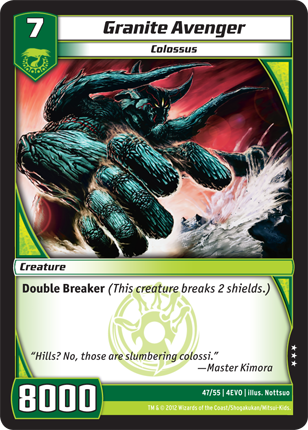 7
Granite Avenger
Colossus
Creature
Double Breaker (This creature breaks 2 shields.)
“Hills? No, those are slumbering colossi.”
—Master Kimora
8000
47/55 | 4EVO | illus. Nottsuo
TM & © 2012 Wizards of the Coast/Shogakukan/Mitsui-Kids